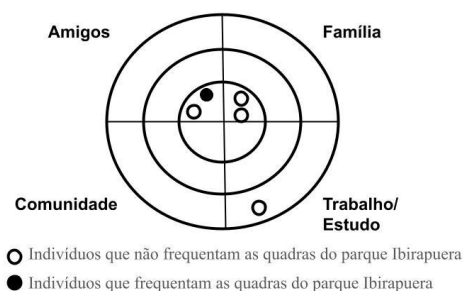 Amigos
Família
Comunidade
Trabalho/
Estudo
Indivíduos que não frequentam as quadras do parque Ibirapuera
Indivíduos que frequentam as quadras do parque Ibirapuera